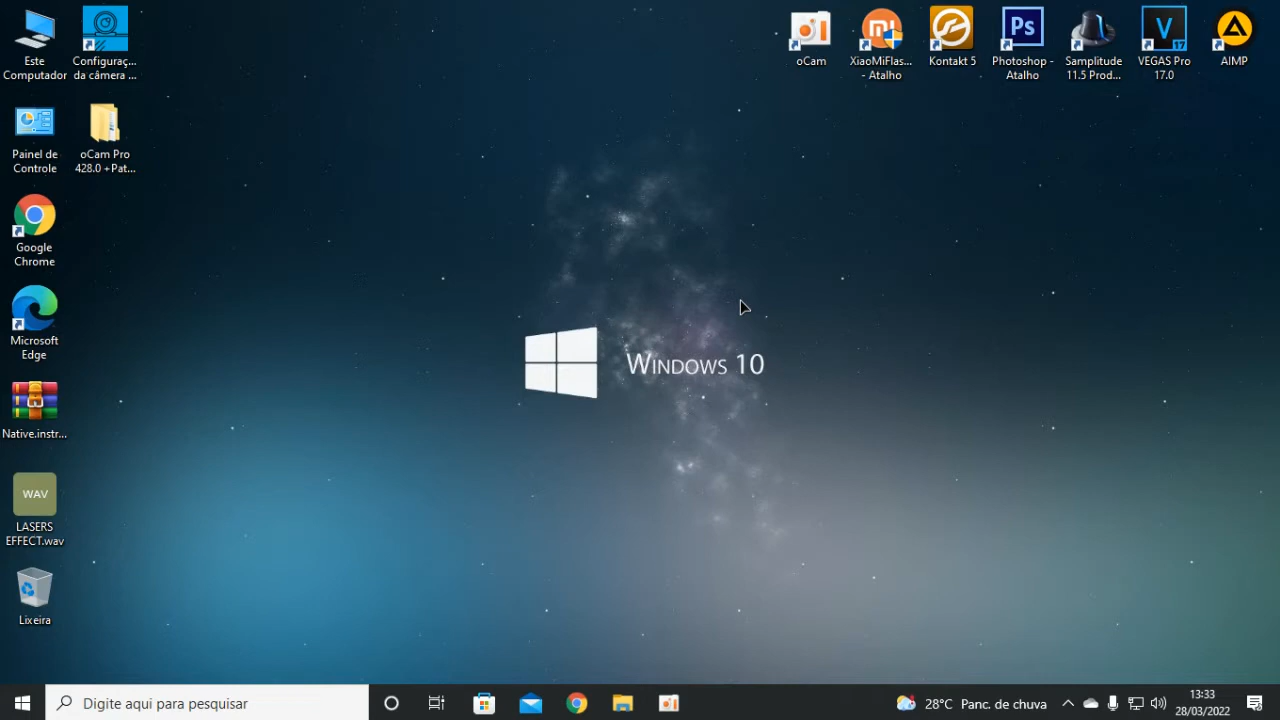 Este
Computador
Configuraç...
da câmera ...
Painel de
Controle
oCam Pro
428.0 +Pat...
Google
Chrome
Microsoft
Edge
Native.instr...
WAV
LASERS
EFFECT.wav
Lixeira
oCam
XiaoMiFlas...
- Atalho
Kontakt 5
Ps
Photoshop -
Atalho
Samplitude
11.5 Prod...
V
17
VEGAS Pro
17.0
AIMP
WINDOWS 10
Digite aqui para pesquisar
28°C Panc. de chuva
13:33
28/03/2022